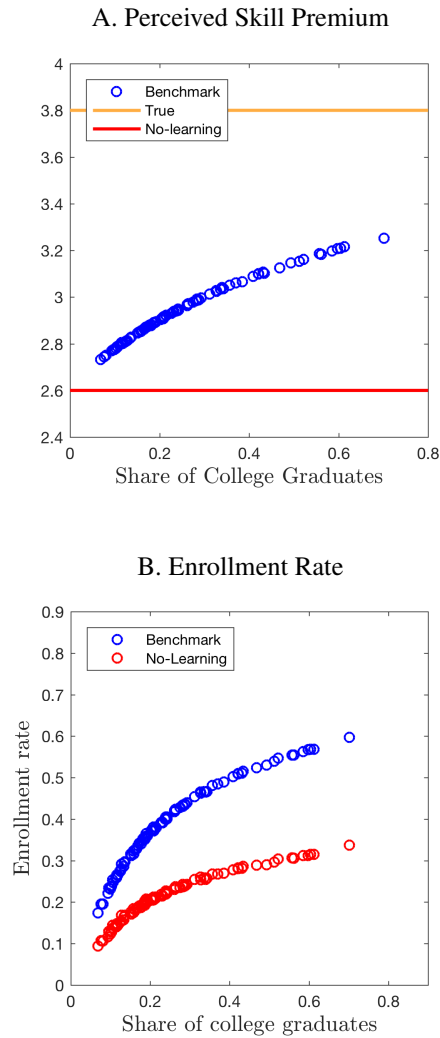 A. Perceived Skill Premium
4
3.8
3.6
3.4
3.2
3
2.8
2.6
2.4
Benchmark
True
No-learning
0 0.2 0.4 0.6 0.8
Share of College Graduates
B. Enrollment Rate
0.9
0.8
0.7
0.6
0.5
0.4
0.3
0.2
0.1
0
Enrollment rate
Benchmark
No-Learning
0 0.2 0.4 0.6 0.8
Share of college graduates